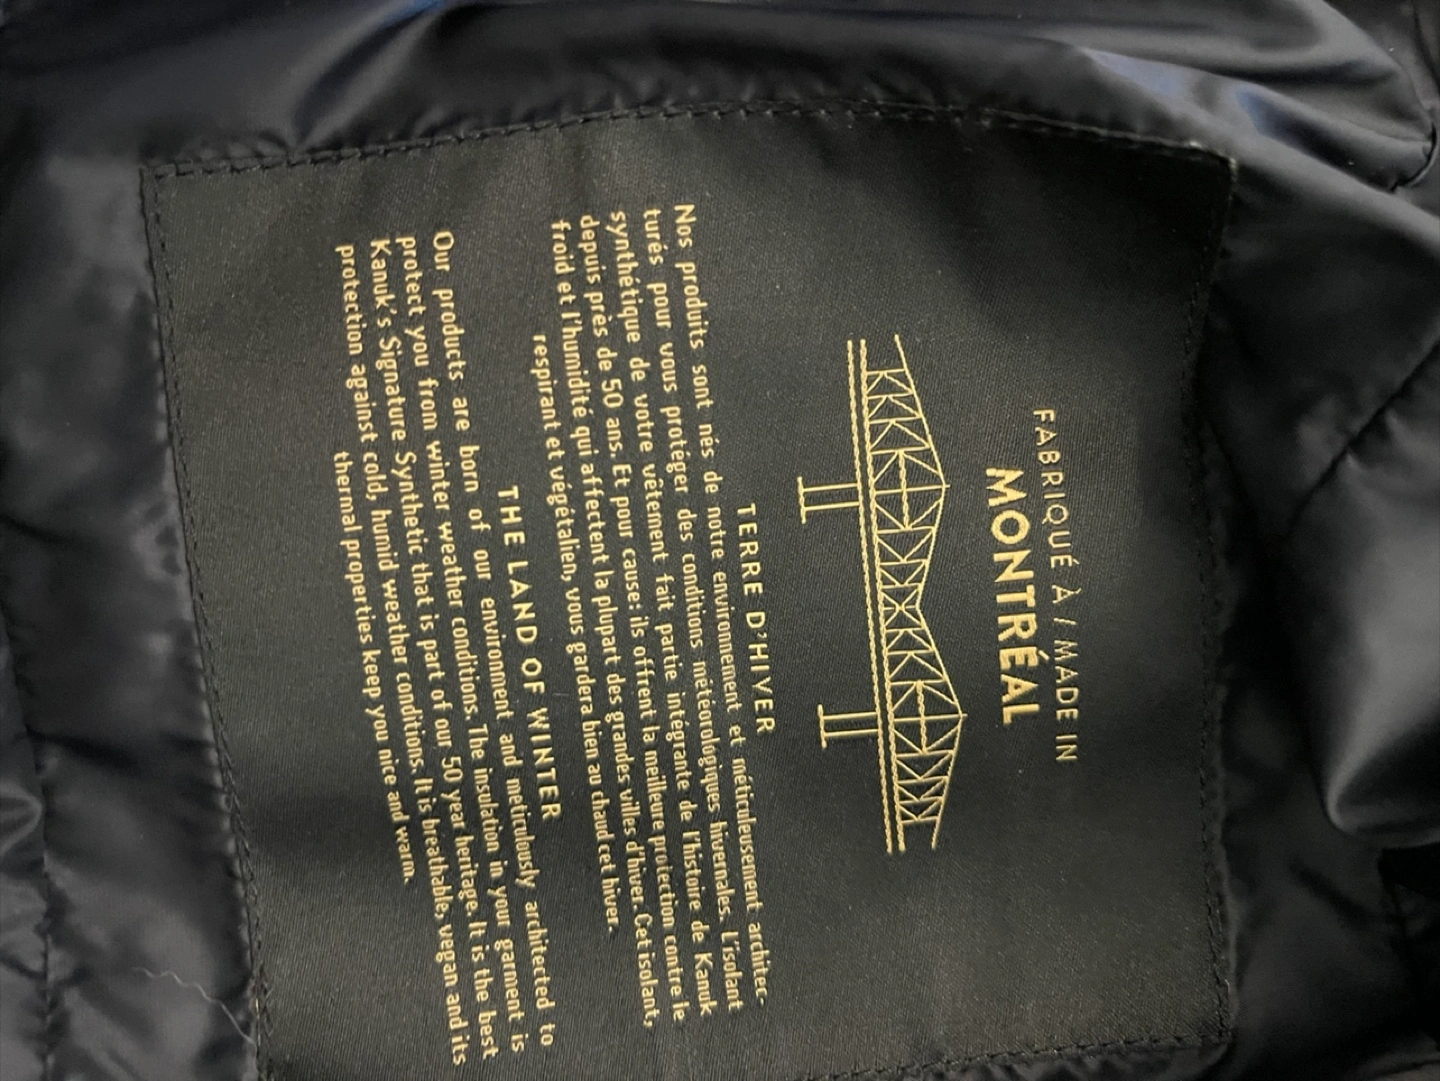 FABRIQUÉ À / MADE IN
MONTRÉAL
TERRE D'HIVER
Nos produits sont nés de notre environnement et méticuleusement architec-
turés pour vous protéger des conditions météorologiques hivernales. L'isolant
synthétique de votre vêtement fait partie intégrante de l'histoire de Kanuk
depuis près de 50 ans. Et pour cause: ils offrent la meilleure protection contre le
froid et l'humidité qui affectent la plupart des grandes villes d'hiver. Cet isolant,
respirant et végétalien, vous gardera bien au chaud cet hiver.
THE LAND OF WINTER
Our products are born of our environment and meticulously architected to
protect you from winter weather conditions. The insulation in your garment is
Kanuk's Signature Synthetic that is part of our 50 year heritage. It is the best
protection against cold, humid weather conditions. It is breathable, vegan and its
thermal properties keep you nice and warm.